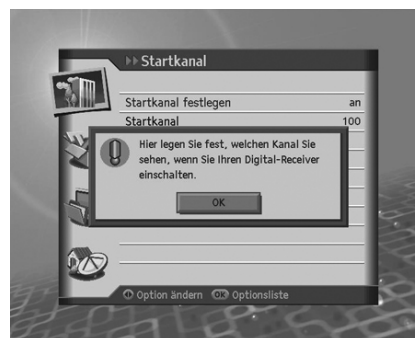 Startkanal
Startkanal festlegen an
Startkanal 100
Hier legen Sie fest, welchen Kanal Sie
sehen, wenn Sie Ihren Digital-Receiver
einschalten.
OK
Option ändern OK Optionsliste